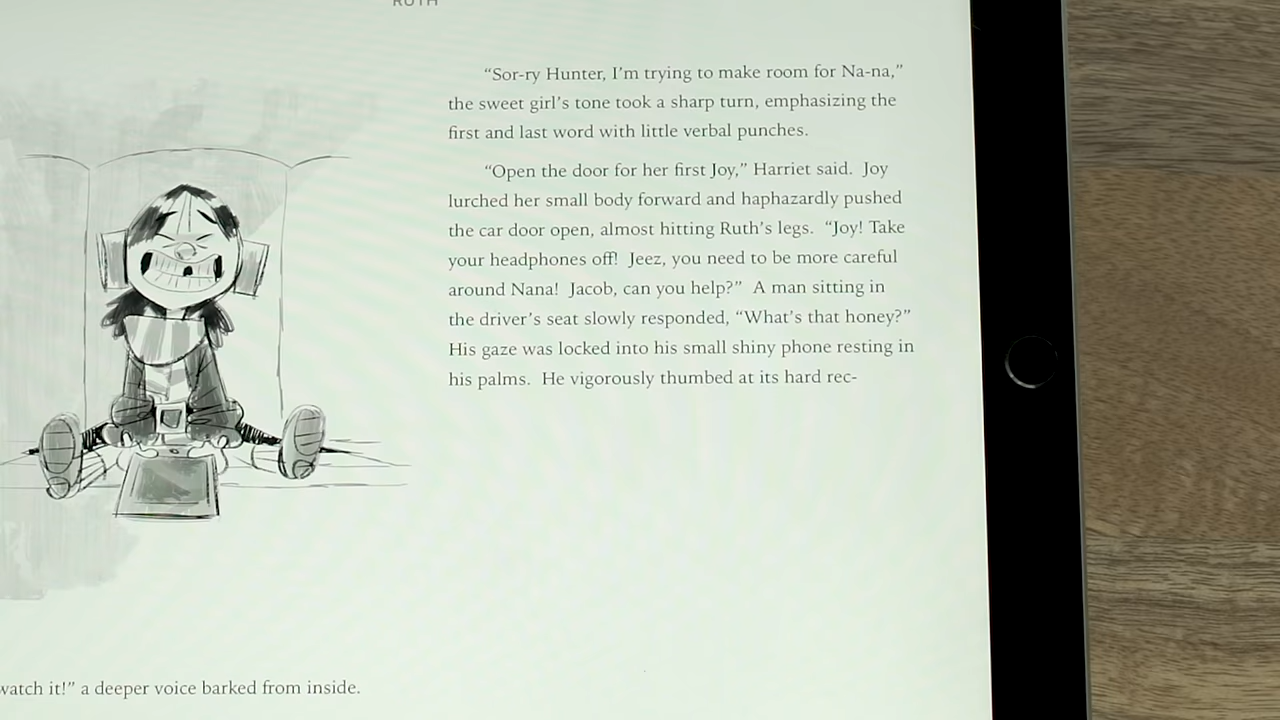 RUTH
watch it!” a deeper voice barked from inside.
“Sor-ry Hunter, I’m trying to make room for Na-na,”
the sweet girl’s tone took a sharp turn, emphasizing the
first and last word with little verbal punches.
“Open the door for her first Joy,” Harriet said.  Joy
lurched her small body forward and haphazardly pushed
the car door open, almost hitting Ruth’s legs.  “Joy! Take
your headphones off!  Jeez, you need to be more careful
around Nana!  Jacob, can you help?”  A man sitting in
the driver’s seat slowly responded, “What’s that honey?”
His gaze was locked into his small shiny phone resting in
his palms.  He vigorously thumbed at its hard rec-